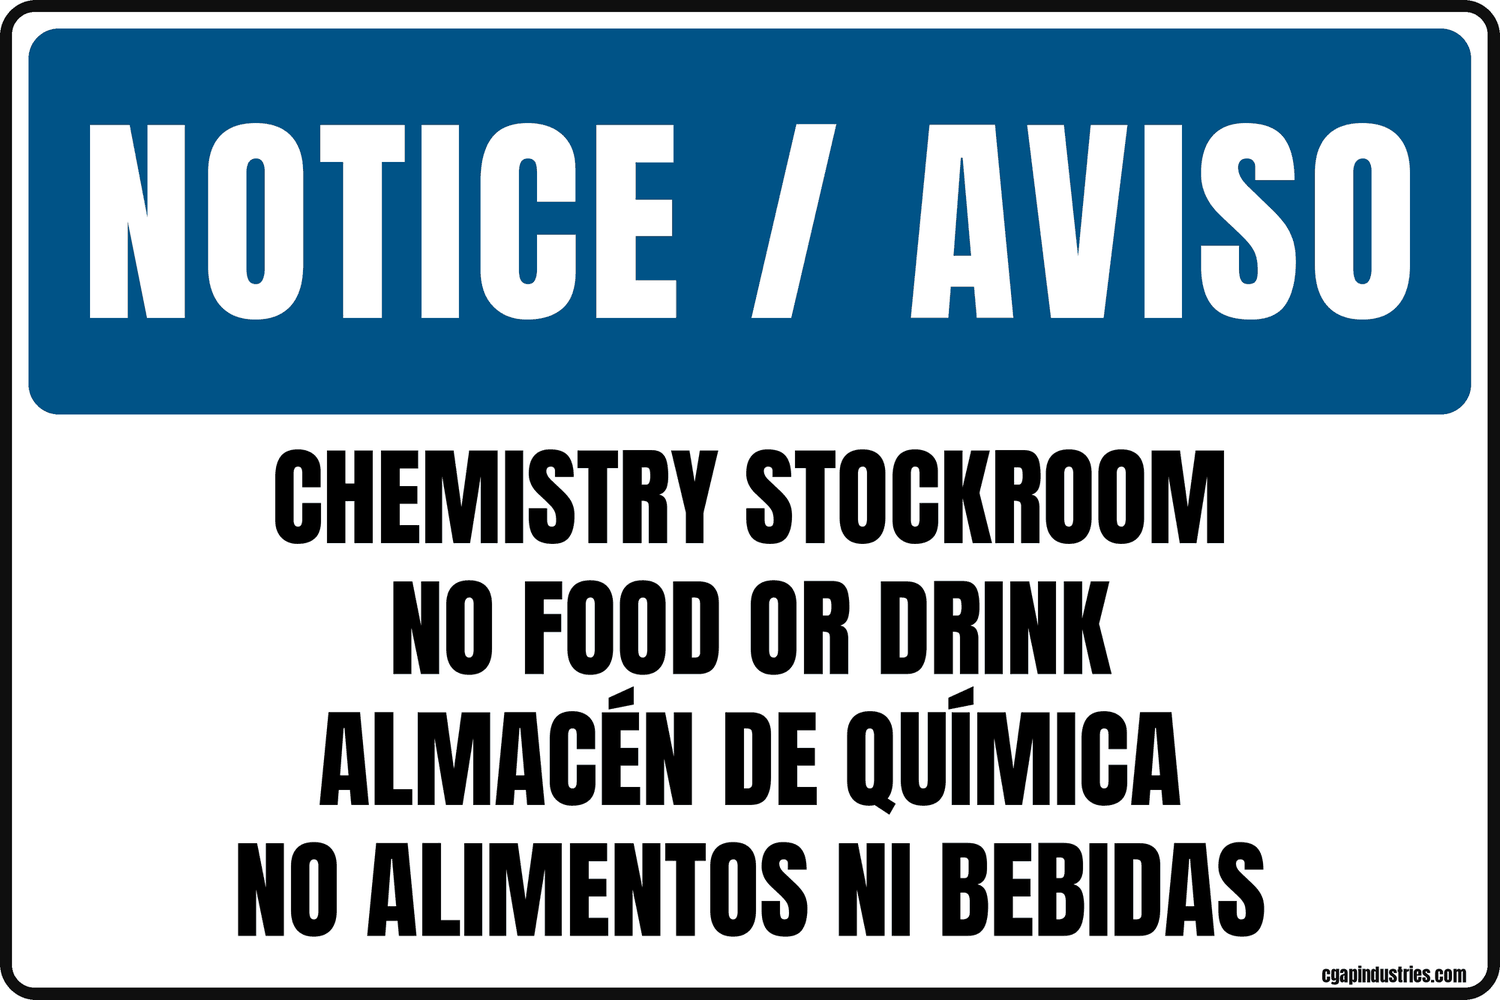 NOTICE / AVISO
CHEMISTRY STOCKROOM
NO FOOD OR DRINK
ALMACÉN DE QUÍMICA
NO ALIMENTOS NI BEBIDAS
cgapindustries.com